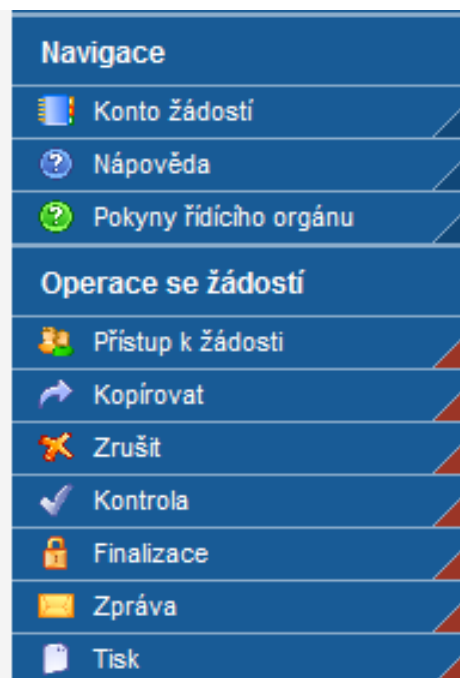 Navigace
Konto žádostí
Nápověda
Pokyny řídícího orgánu
Operace se žádostí
Přístup k žádosti
Kopírovat
Zrušit
Kontrola
Finalizace
Zpráva
Tisk